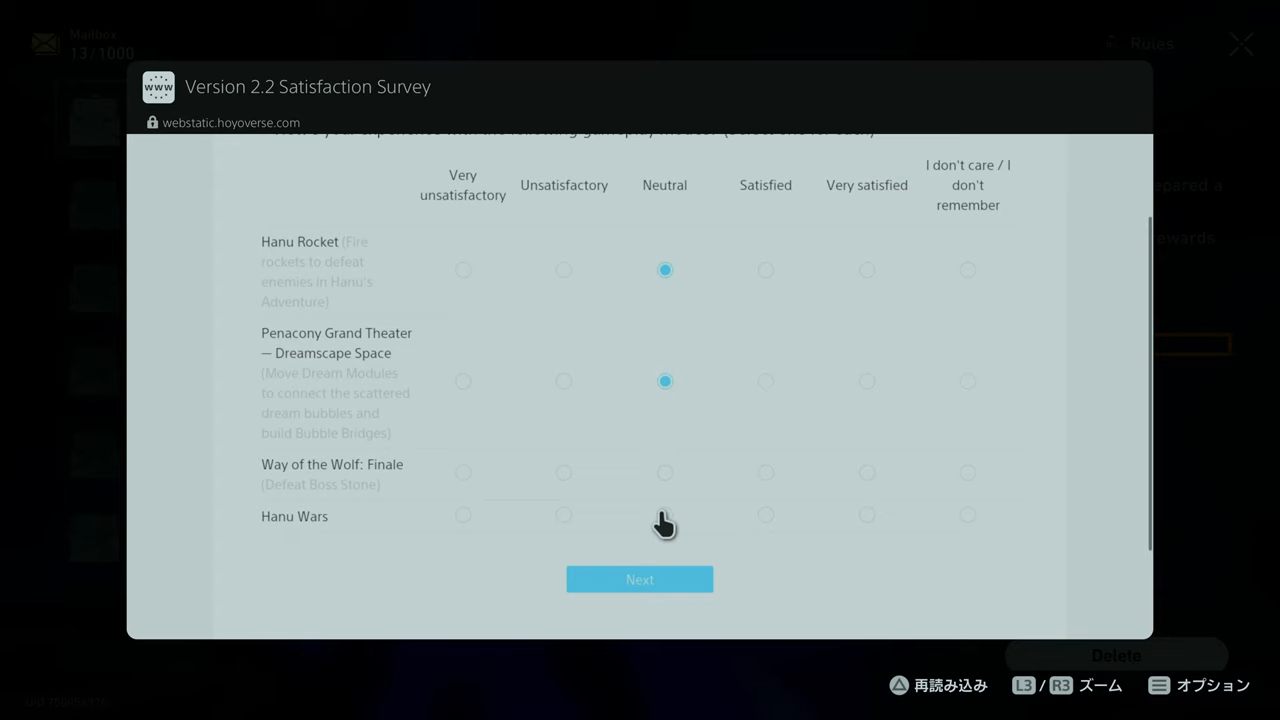 Mailbox
13/1000
Rules
Version 2.2 Satisfaction Survey
www
webstatic.hoyoverse.com
Very unsatisfactory
Unsatisfactory
Neutral
Satisfied
Very satisfied
I don't care / I don't remember
Hanu Rocket (Fire
rockets to defeat
enemies in Hanu's
Adventure)
Penacony Grand Theater
— Dreamscape Space
(Move Dream Modules
to connect the scattered
dream bubbles and
build Bubble Bridges)
Way of the Wolf: Finale
(Defeat Boss Stone)
Hanu Wars
Next
Delete
再読み込み
L3 / R3 ズーム
オプション